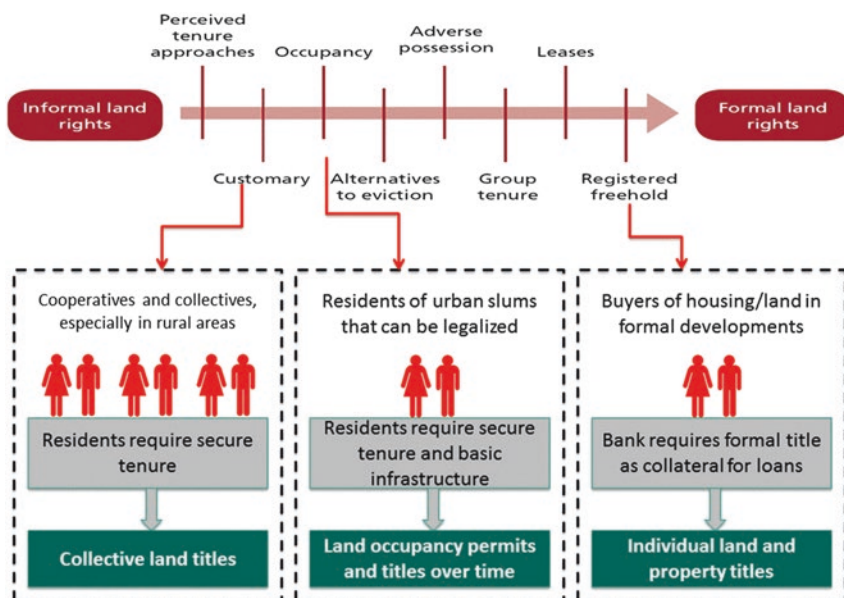 Perceived
tenure
approaches
Occupancy
Adverse
possession
Leases
Informal land
rights
Formal land
rights
Customary
Alternatives
to eviction
Group
tenure
Registered
freehold
Cooperatives and collectives,
especially in rural areas
Residents require secure
tenure
Collective land titles
Residents of urban slums
that can be legalized
Residents require secure
tenure and basic
infrastructure
Land occupancy permits
and titles over time
Buyers of housing/land in
formal developments
Bank requires formal title
as collateral for loans
Individual land and
property titles